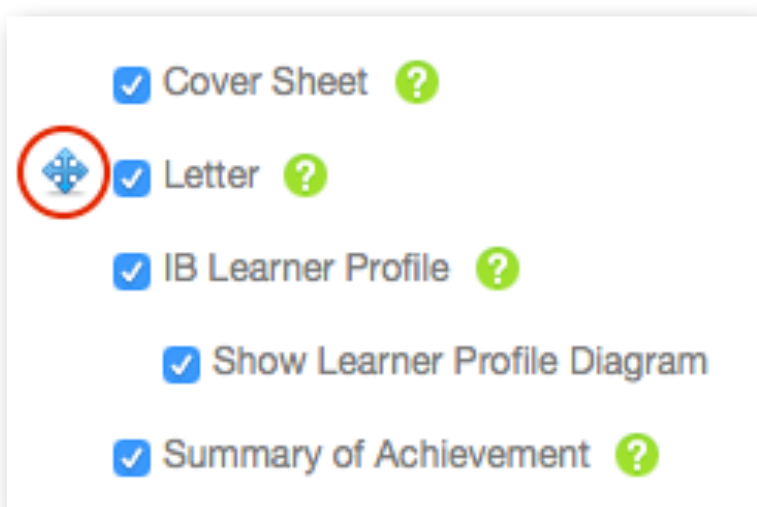 Cover Sheet ?
Letter ?
IB Learner Profile ?
Show Learner Profile Diagram
Summary of Achievement ?